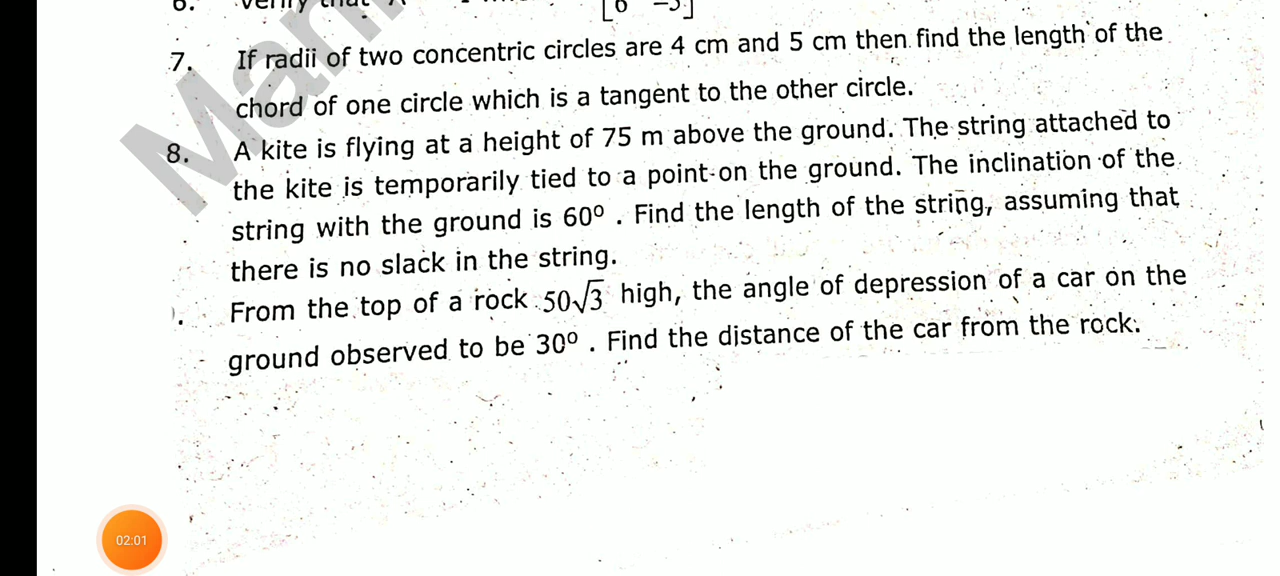 6.
7. If radii of two concentric circles are 4 cm and 5 cm then find the length of the
chord of one circle which is a tangent to the other circle.
8. A kite is flying at a height of 75 m above the ground. The string attached to
the kite is temporarily tied to a point on the ground. The inclination of the
string with the ground is 60⁰ . Find the length of the string, assuming that
there is no slack in the string.
. From the top of a rock 50√3 high, the angle of depression of a car on the
ground observed to be 30⁰ . Find the distance of the car from the rock.
02:01